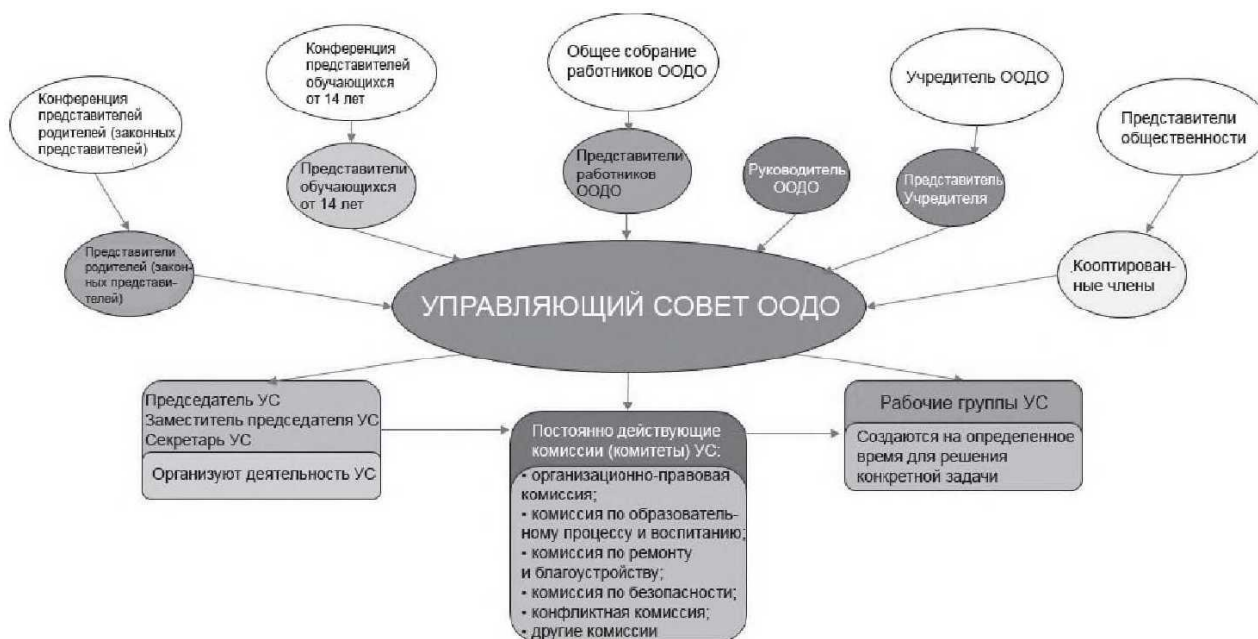 Конференция
представителей
родителей (законных
представителей)
Конференция
представителей
обучающихся
от 14 лет
Общее собрание
работников ООДО
Учредитель ООДО
Представители
общественности
Представители
родителей (закон-
ных представи-
телей)
Представители
обучающихся
от 14 лет
Представители
работников
ООДО
Руководитель
ООДО
Представитель
Учредителя
Кооптирован-
ные члены
УПРАВЛЯЮЩИЙ СОВЕТ ООДО
Председатель УС
Заместитель председателя УС
Секретарь УС
Организуют деятельность УС
Постоянно действующие
комиссии (комитеты) УС:
• организационно-правовая
комиссия;
• комиссия по образователь-
ному процессу и воспитанию;
• комиссия по ремонту
и благоустройству;
• комиссия по безопасности;
• конфликтная комиссия;
• другие комиссии
Рабочие группы УС
Создаются на определенное
время для решения
конкретной задачи